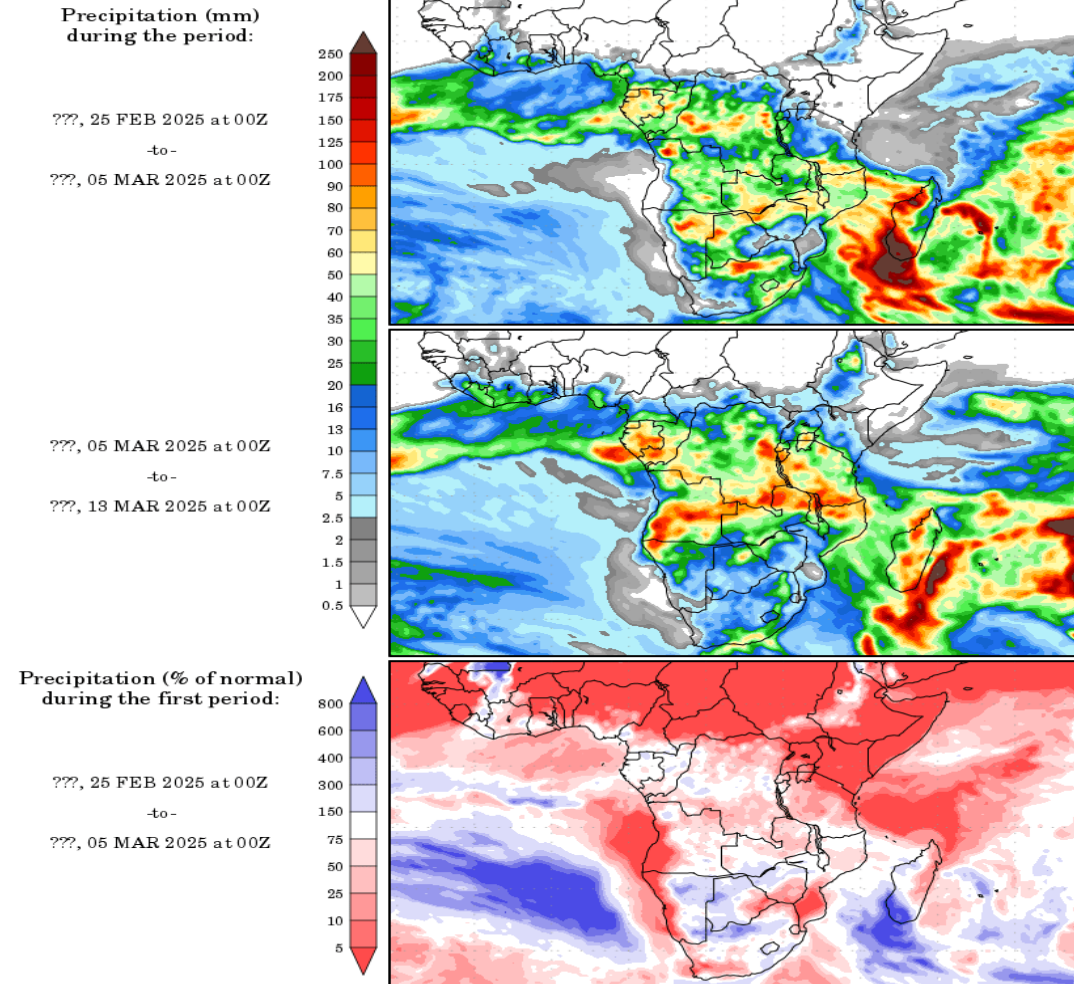 Precipitation (mm)
during the period:
250
200
175
150
125
100
90
80
70
60
50
40
35
30
25
20
16
13
10
7.5
5
2.5
2
1.5
1
0.5
???, 25 FEB 2025 at 00Z
-to-
???, 05 MAR 2025 at 00Z
???, 05 MAR 2025 at 00Z
-to-
???, 13 MAR 2025 at 00Z
Precipitation (% of normal)
during the first period:
800
600
400
300
150
75
50
25
10
5
???, 25 FEB 2025 at 00Z
-to-
???, 05 MAR 2025 at 00Z